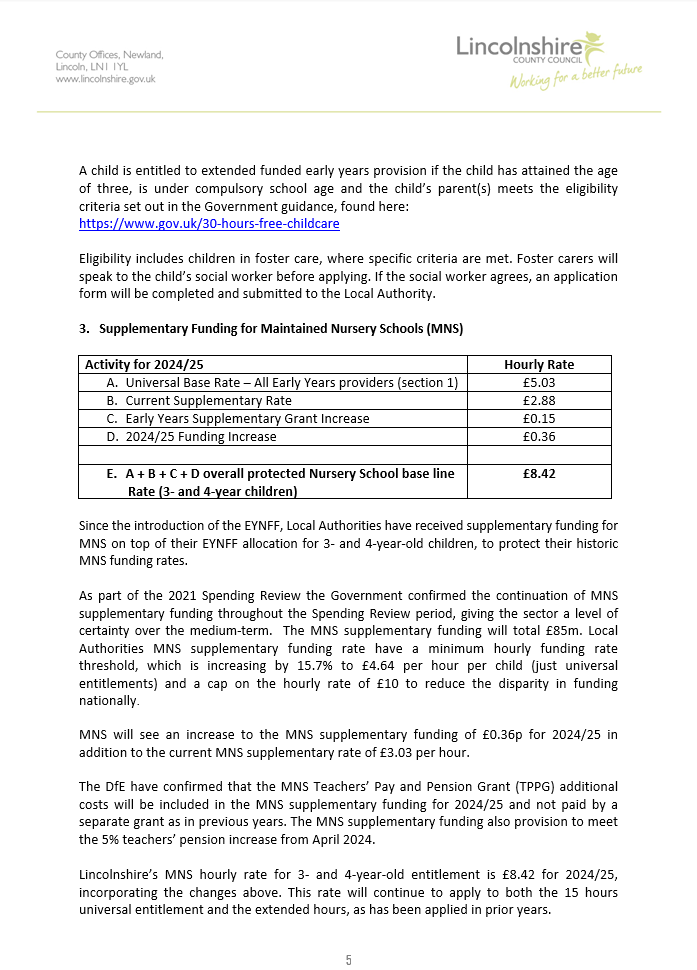 County Offices, Newland,
Lincoln, LN1 1YL
www.lincolnshire.gov.uk
Lincolnshire
COUNTY COUNCIL
Working for a better future
A child is entitled to extended funded early years provision if the child has attained the age
of three, is under compulsory school age and the child's parent(s) meets the eligibility
criteria set out in the Government guidance, found here:
https://www.gov.uk/30-hours-free-childcare
Eligibility includes children in foster care, where specific criteria are met. Foster carers will
speak to the child's social worker before applying. If the social worker agrees, an application
form will be completed and submitted to the Local Authority.
3. Supplementary Funding for Maintained Nursery Schools (MNS)
Activity for 2024/25 Hourly Rate
A. Universal Base Rate – All Early Years providers (section 1) £5.03
B. Current Supplementary Rate £2.88
C. Early Years Supplementary Grant Increase £0.15
D. 2024/25 Funding Increase £0.36
E. A + B + C + D overall protected Nursery School base line £8.42
Rate (3- and 4-year children)
Since the introduction of the EYNFF, Local Authorities have received supplementary funding for
MNS on top of their EYNFF allocation for 3- and 4-year-old children, to protect their historic
MNS funding rates.
As part of the 2021 Spending Review the Government confirmed the continuation of MNS
supplementary funding throughout the Spending Review period, giving the sector a level of
certainty over the medium-term. The MNS supplementary funding will total £85m. Local
Authorities MNS supplementary funding rate have a minimum hourly funding rate
threshold, which is increasing by 15.7% to £4.64 per hour per child (just universal
entitlements) and a cap on the hourly rate of £10 to reduce the disparity in funding
nationally.
MNS will see an increase to the MNS supplementary funding of £0.36p for 2024/25 in
addition to the current MNS supplementary rate of £3.03 per hour.
The DfE have confirmed that the MNS Teachers' Pay and Pension Grant (TPPG) additional
costs will be included in the MNS supplementary funding for 2024/25 and not paid by a
separate grant as in previous years. The MNS supplementary funding also provision to meet
the 5% teachers' pension increase from April 2024.
Lincolnshire's MNS hourly rate for 3- and 4-year-old entitlement is £8.42 for 2024/25,
incorporating the changes above. This rate will continue to apply to both the 15 hours
universal entitlement and the extended hours, as has been applied in prior years.
5